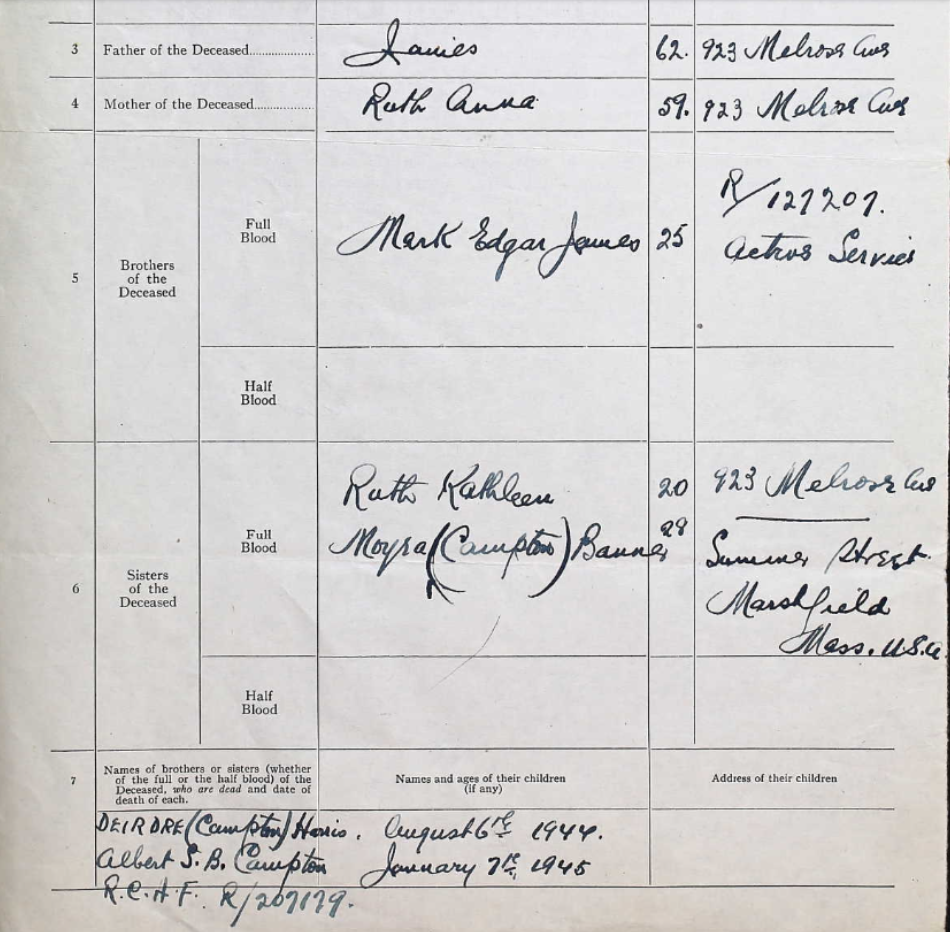 3 Father of the Deceased.................... James 62. 923 Melrose Ave
4 Mother of the Deceased.................. Ruth Anna 59. 923 Melrose Ave
5 Brothers of the Deceased
Full Blood
Mark Edgar James 25
R/127207.
Active Service
Half Blood
6 Sisters of the Deceased
Full Blood
Ruth Kathleen 20 923 Melrose Ave
Moyra (Campton) Banner 28 Summer Street
Marshfield
Mass. U.S.A.
Half Blood
7 Names of brothers or sisters (whether
of the full or the half blood) of the
Deceased, who are dead and date of
death of each.
Names and ages of their children
(if any)
Address of their children
DEIRDRE (Campton) Harris. August 6th 1944.
Albert S. B. Campton January 7th, 1945
R.C.A.F. R/207179.